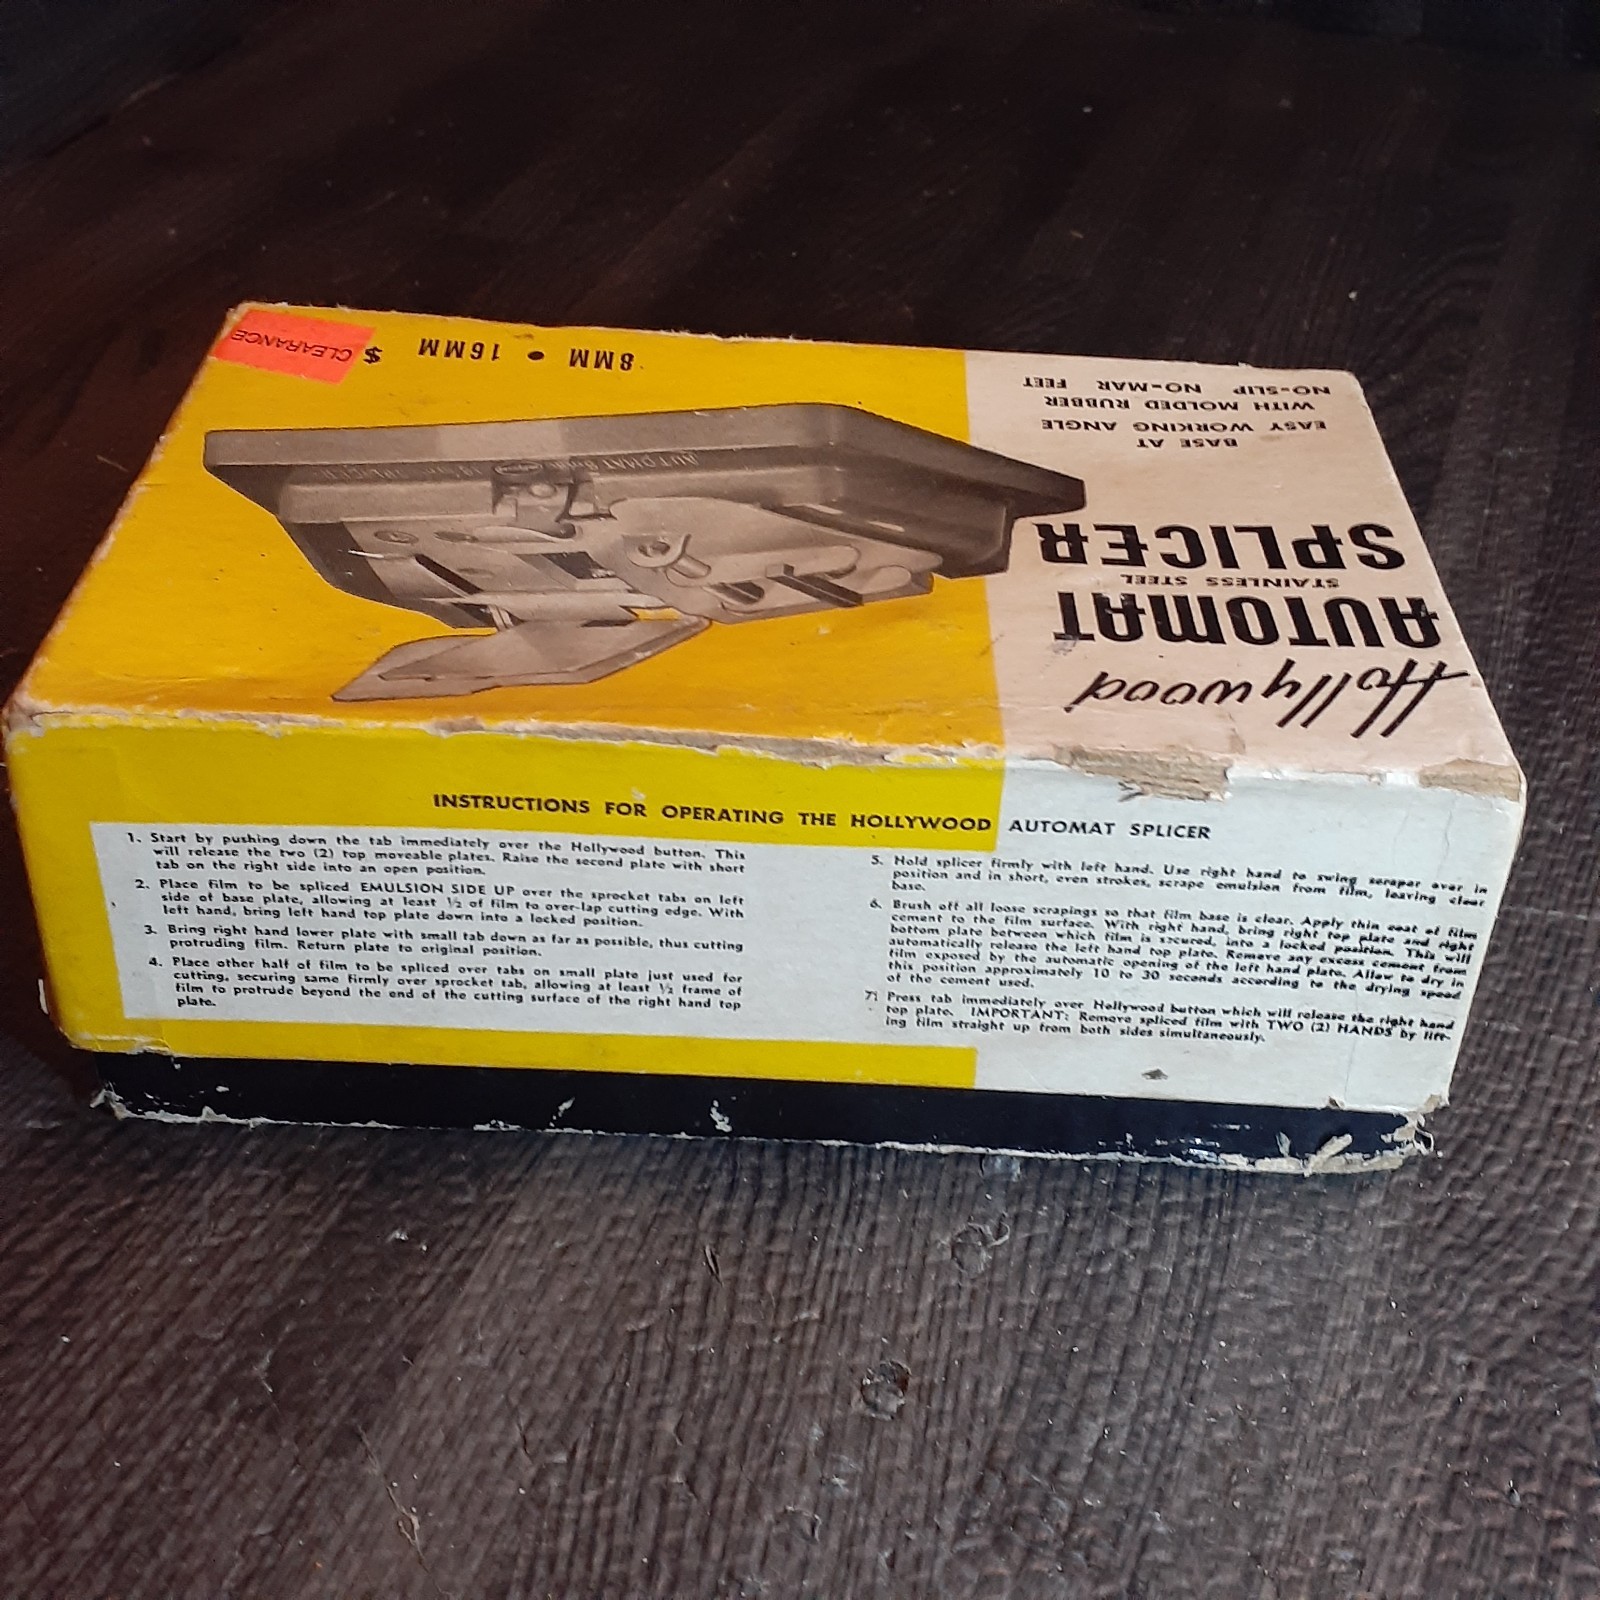 Hollywood
AUTOMAT
STAINLESS STEEL
SPLICER
BASE AT
EASY WORKING ANGLE
WITH MOLDED RUBBER
NO-SLIP NO-MAR FEET
8MM • 16MM $
CLEARANCE
AUTOMAT 8mm
INSTRUCTIONS FOR OPERATING THE HOLLYWOOD AUTOMAT SPLICER
1. Start by pushing down the tab immediately over the Hollywood button. This
will release the two (2) top moveable plates. Raise the second plate with short
tab on the right side into an open position.
2. Place film to be spliced EMULSION SIDE UP over the sprocket tabs on left
side of base plate, allowing at least ½ of film to over-lap cutting edge. With
left hand, bring left hand top plate down into a locked position.
3. Bring right hand lower plate with small tab down as far as possible, thus cutting
protruding film. Return plate to original position.
4. Place other half of film to be spliced over tabs on small plate just used for
cutting, securing same firmly over sprocket tab, allowing at least ½ frame of
film to protrude beyond the end of the cutting surface of the right hand top
plate.
5. Hold splicer firmly with left hand. Use right hand to swing scraper over in
position and in short, even strokes, scrape emulsion from film, leaving clear
base.
6. Brush off all loose scrapings so that film base is clear. Apply thin coat of film
cement to the film surface. With right hand, bring right top plate and right
bottom plate between which film is secured, into a locked position. This will
automatically release the left hand top plate. Remove any excess cement from
film exposed by the automatic opening of the left hand plate. Allow to dry in
this position approximately 10 to 30 seconds according to the drying speed
of the cement used.
7. Press tab immediately over Hollywood button which will release the right hand
top plate. IMPORTANT: Remove spliced film with TWO (2) HANDS by lift-
ing film straight up from both sides simultaneously.